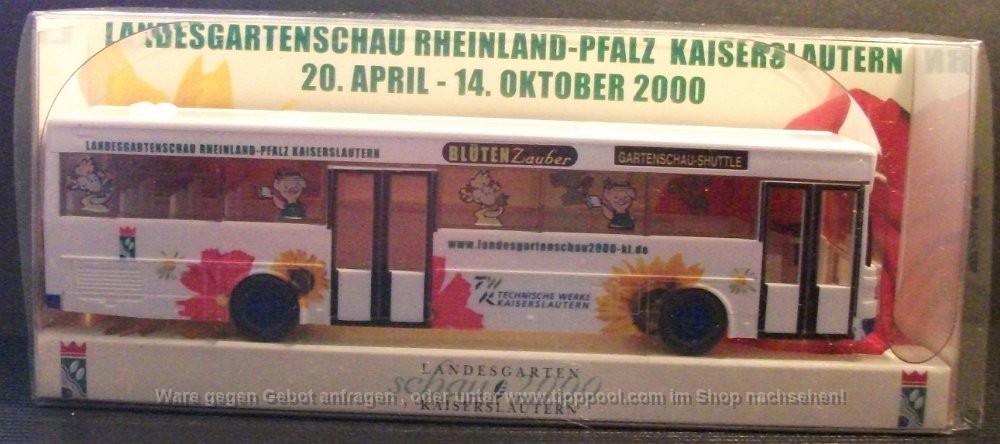 LANDESGARTENSCHAU RHEINLAND-PFALZ KAISERSLAUTERN
20. APRIL - 14. OKTOBER 2000
LANDESGARTENSCHAU RHEINLAND-PFALZ KAISERSLAUTERN
BLÜTEN Zauber
GARTENSCHAU-SHUTTLE
www.landesgartenschau2000-kl.de
TWK TECHNISCHE WERKE
KAISERSLAUTERN
LANDESGARTEN
schau 2000
KAISERSLAUTERN
Ware gegen Gebot anfragen , oder unter www.tipppool.com im Shop nachsehen!